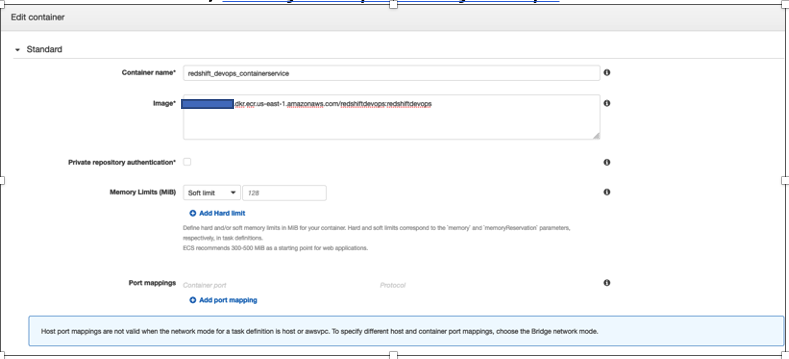 Edit container
Standard
Container name* redshift_devops_containerservice
Image* .dkr.ecr.us-east-1.amazonaws.com/redshiftdevops:redshiftdevops
Private repository authentication*
Memory Limits (MiB) Soft limit 128
Add Hard limit
Define hard and/or soft memory limits in MiB for your container. Hard and soft limits correspond to the `memory` and `memoryReservation` parameters,
respectively, in task definitions.
ECS recommends 300-500 MiB as a starting point for web applications.
Port mappings Container port Protocol
Add port mapping
Host port mappings are not valid when the network mode for a task definition is host or awsvpc. To specify different host and container port mappings, choose the Bridge network mode.